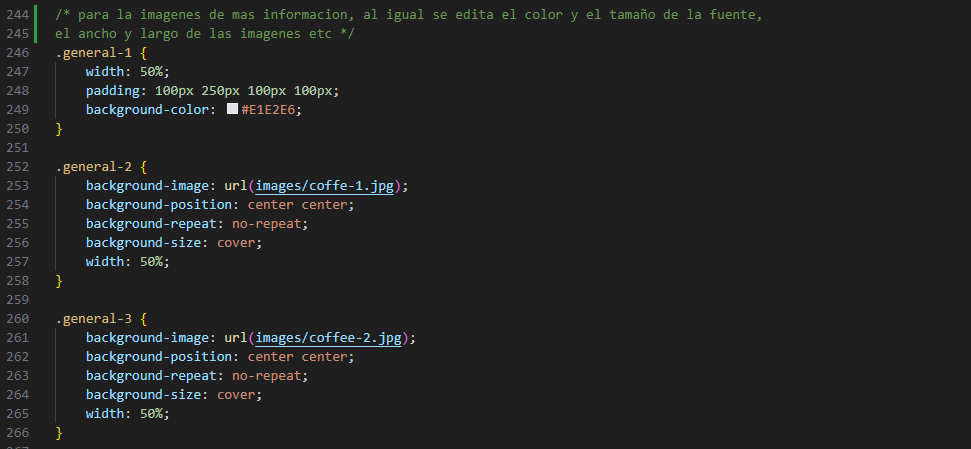 244 /* para la imagenes de mas informacion, al igual se edita el color y el tamaño de la fuente,
245 el ancho y largo de las imagenes etc */
246 .general-1 {
247 width: 50%;
248 padding: 100px 250px 100px 100px;
249 background-color: #E1E2E6;
250 }
251
252 .general-2 {
253 background-image: url(images/coffe-1.jpg);
254 background-position: center center;
255 background-repeat: no-repeat;
256 background-size: cover;
257 width: 50%;
258 }
259
260 .general-3 {
261 background-image: url(images/coffee-2.jpg);
262 background-position: center center;
263 background-repeat: no-repeat;
264 background-size: cover;
265 width: 50%;
266 }